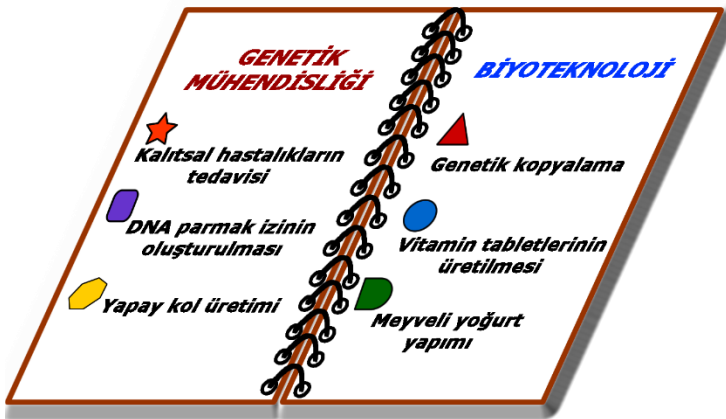 GENETİK
MÜHENDİSLİĞİ
Kalıtsal hastalıkların
tedavisi
DNA parmak izinin
oluşturulması
Yapay kol üretimi
BİYOTEKNOLOJİ
Genetik kopyalama
Vitamin tabletlerinin
üretilmesi
Meyveli yoğurt
yapımı